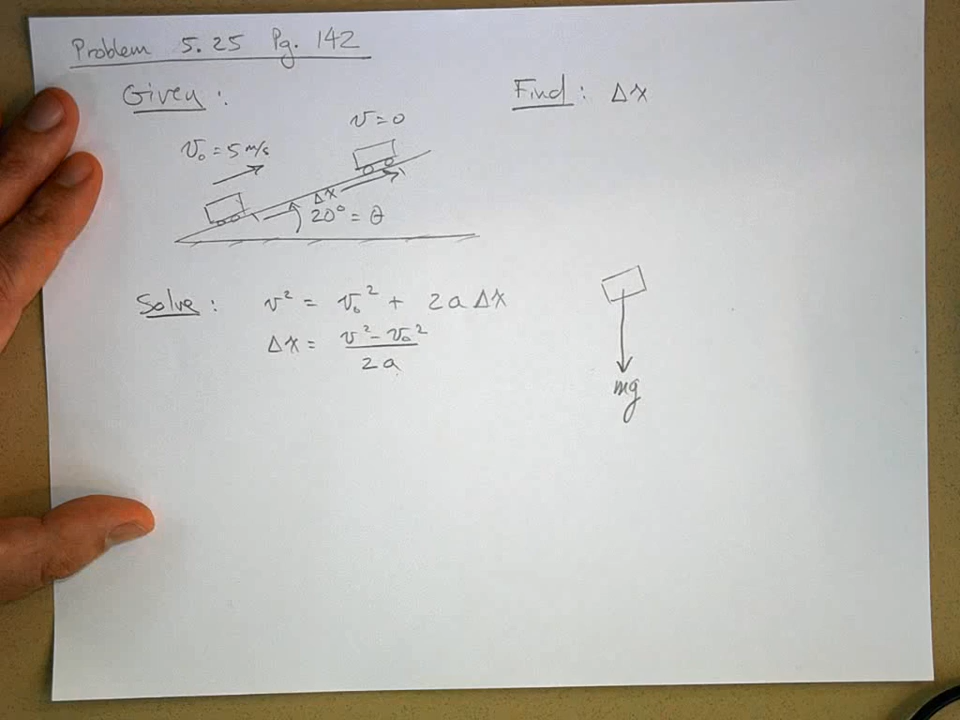 Problem 5.25 Pg. 142
Given:
Find: Δx
v=0
v₀ = 5 m/s
Δx
20° = θ
Solve: v² = v₀² + 2aΔx
Δx = (v² - v₀²)/2a
mg